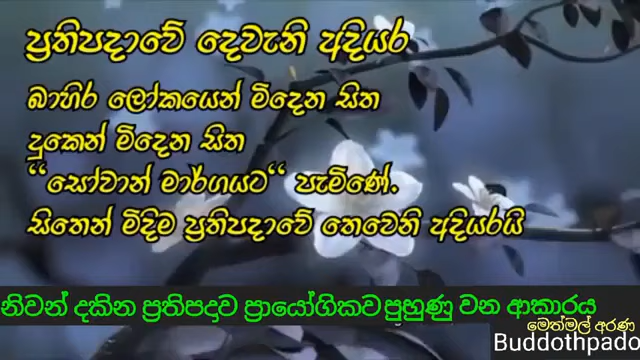 ප්‍රතිපදාවේ දෙවැනි අදියර
බාහිර ලෝකයෙන් මිදෙන සිත
දුකෙන් මිදෙන සිත
“සෝවාන් මාර්ගයට“ පැමිණේ.
සිතෙන් මිදිම ප්‍රතිපදාවේ තෙවෙනි අදියරයි
නිවන් දකින ප්‍රතිපදාව ප්‍රායෝගිකව පුහුණු වන ආකාරය
මෙත්මල් අරණ
Buddothpado